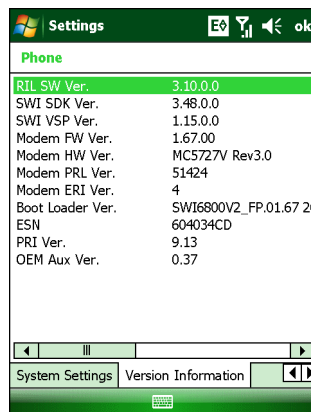 Settings
ok
Phone
RIL SW Ver. 3.10.0.0
SWI SDK Ver. 3.48.0.0
SWI VSP Ver. 1.15.0.0
Modem FW Ver. 1.67.00
Modem HW Ver. MC5727V Rev3.0
Modem PRL Ver. 51424
Modem ERI Ver. 4
Boot Loader Ver. SWI6800V2_FP.01.67 2
ESN 604034CD
PRI Ver. 9.13
OEM Aux Ver. 0.37
System Settings Version Information